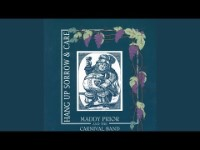 HANG UP SORROW & CARE
MADDY PRIOR
AND THE
CARNIVAL BAND